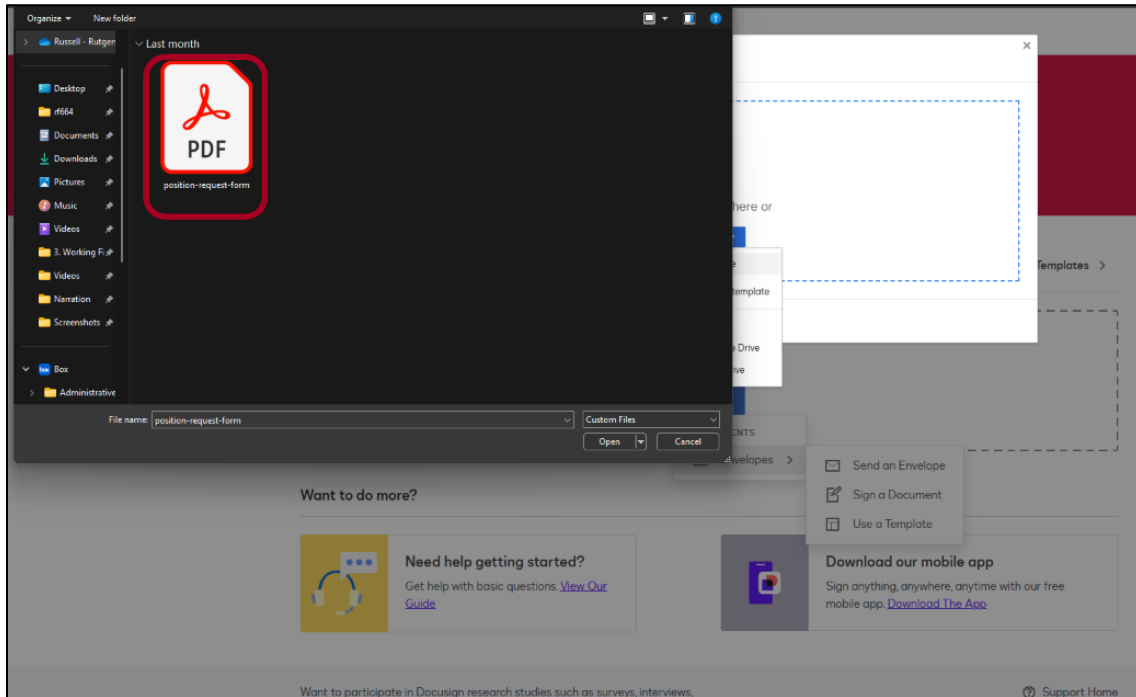 Organize
New folder
Russell - Rutger
Last month
Desktop
rf664
Documents
Downloads
Pictures
Music
Videos
3. Working Fi
Videos
Narration
Screenshots
Box
Administrative
PDF
position-request-form
File name: position-request-form
Custom Files
Open
Cancel
here or
template
Drive
Templates
ENTS
velopes
Send an Envelope
Sign a Document
Use a Template
Want to do more?
Need help getting started?
Get help with basic questions. View Our
Guide
Download our mobile app
Sign anything, anywhere, anytime with our free
mobile app. Download The App
Want to participate in Docusign research studies such as surveys, interviews,
Support Home